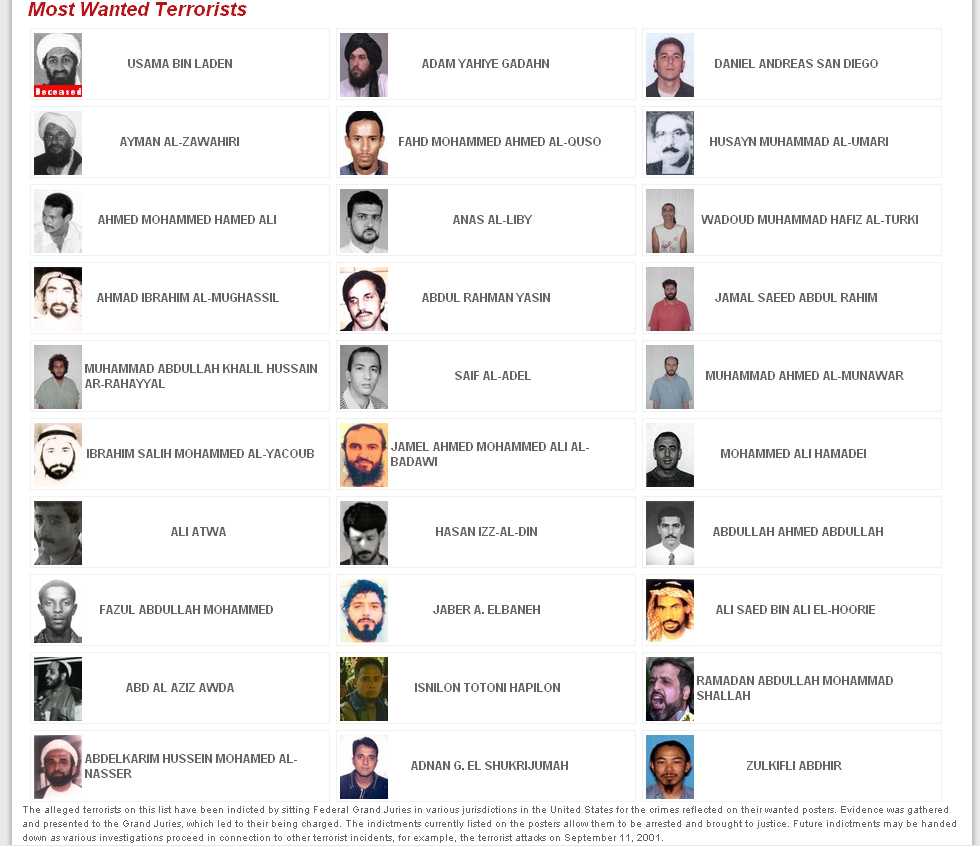 Most Wanted Terrorists
USAMA BIN LADEN
Deceased
ADAM YAHIYE GADAHN
DANIEL ANDREAS SAN DIEGO
AYMAN AL-ZAWAHIRI
FAHD MOHAMMED AHMED AL-QUSO
HUSAYN MUHAMMAD AL-UMARI
AHMED MOHAMMED HAMED ALI
ANAS AL-LIBY
WADOUD MUHAMMAD HAFIZ AL-TURKI
AHMAD IBRAHIM AL-MUGHASSIL
ABDUL RAHMAN YASIN
JAMAL SAEED ABDUL RAHIM
MUHAMMAD ABDULLAH KHALIL HUSSAIN
AR-RAHAYYAL
SAIF AL-ADEL
MUHAMMAD AHMED AL-MUNAWAR
IBRAHIM SALIH MOHAMMED AL-YACOUB
JAMEL AHMED MOHAMMED ALI AL-
BADAWI
MOHAMMED ALI HAMADEI
ALI ATWA
HASAN IZZ-AL-DIN
ABDULLAH AHMED ABDULLAH
FAZUL ABDULLAH MOHAMMED
JABER A. ELBANEH
ALI SAED BIN ALI EL-HOORIE
ABD AL AZIZ AWDA
ISNILON TOTONI HAPILON
RAMADAN ABDULLAH MOHAMMAD
SHALLAH
ABDELKARIM HUSSEIN MOHAMED AL-
NASSER
ADNAN G. EL SHUKRIJUMAH
ZULKIFLI ABDHIR
The alleged terrorists on this list have been indicted by sitting Federal Grand Juries in various jurisdictions in the United States for the crimes reflected on their wanted posters. Evidence was gathered
and presented to the Grand Juries, which led to their being charged. The indictments currently listed on the posters allow them to be arrested and brought to justice. Future indictments may be handed
down as various investigations proceed in connection to other terrorist incidents, for example, the terrorist attacks on September 11, 2001.